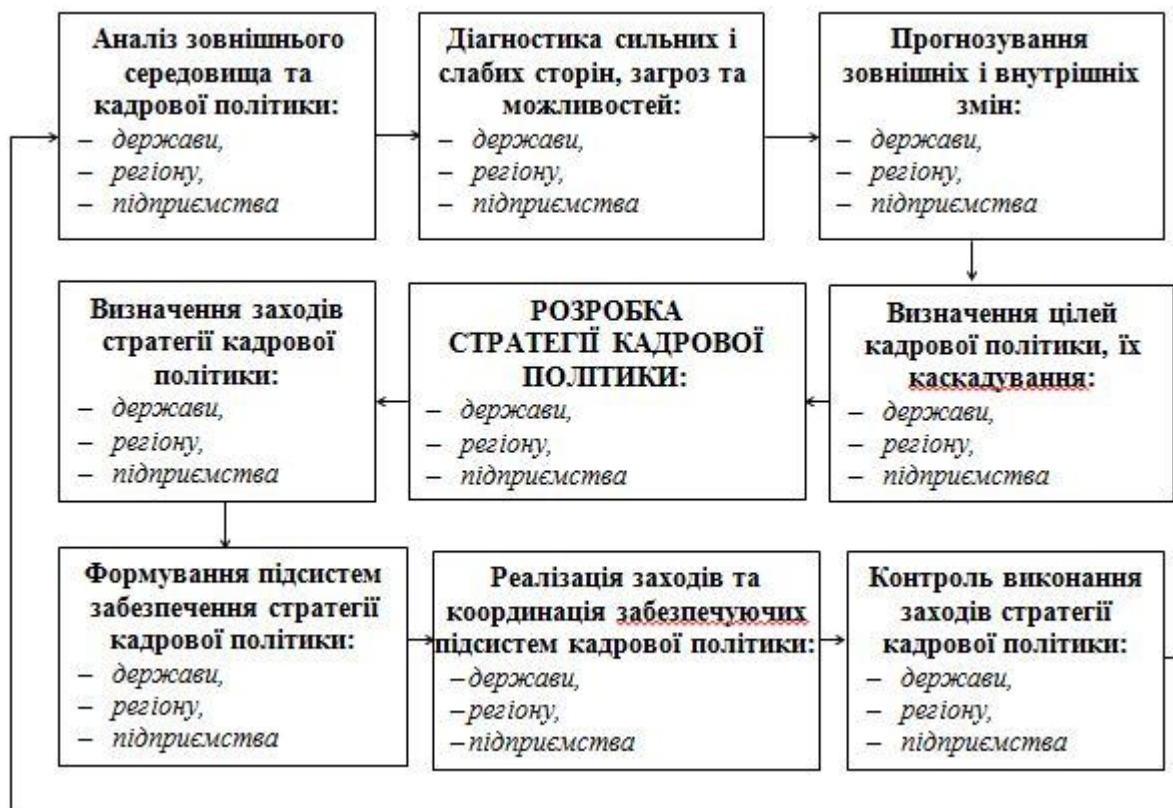 Аналіз зовнішнього
середовища та
кадрової політики:
– держави,
– регіону,
– підприємства
Діагностика сильних і
слабих сторін, загроз та
можливостей:
– держави,
– регіону,
– підприємства
Прогнозування
зовнішніх і внутрішніх
змін:
– держави,
– регіону,
– підприємства
Визначення заходів
стратегії кадрової
політики:
– держави,
– регіону,
– підприємства
РОЗРОБКА
СТРАТЕГІЇ КАДРОВОЇ
ПОЛІТИКИ:
– держави,
– регіону,
– підприємства
Визначення цілей
кадрової політики, їх
каскадування:
– держави,
– регіону,
– підприємства
Формування підсистем
забезпечення стратегії
кадрової політики:
– держави,
– регіону,
– підприємства
Реалізація заходів та
координація забезпечуючих
підсистем кадрової політики:
–держави,
–регіону,
–підприємства
Контроль виконання
заходів стратегії
кадрової політики:
– держави,
– регіону,
– підприємства